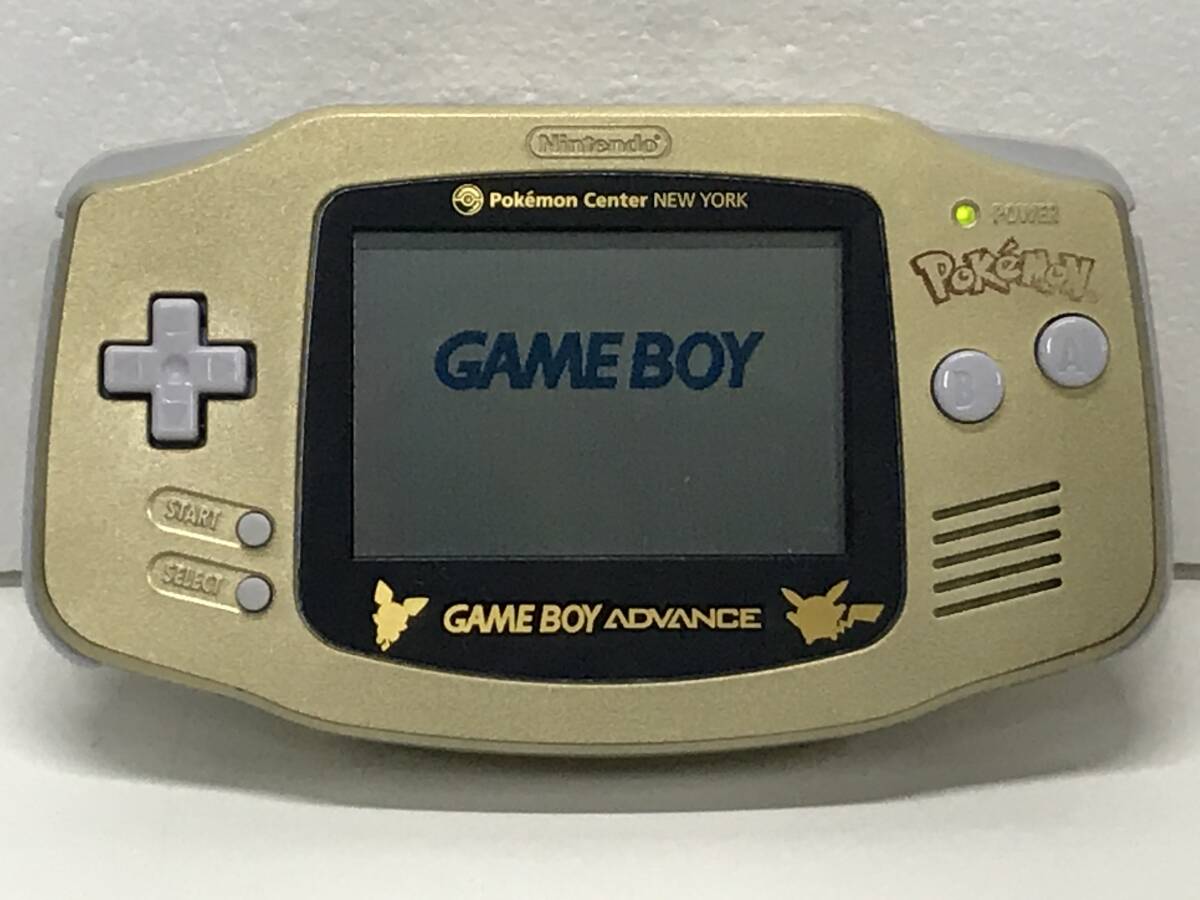 Nintendo
Pokémon Center NEW YORK
POWER
POKéMON
GAME BOY
B
A
START
SELECT
GAME BOY ADVANCE